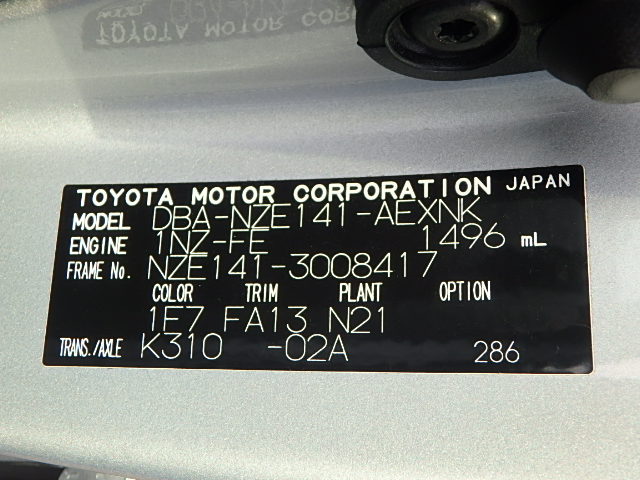 TOYOTA MOTOR CORPORATION JAPAN
MODEL DBA-NZE141-AEXNK
ENGINE 1NZ-FE 1496 mL
FRAME No. NZE141-3008417
COLOR TRIM PLANT OPTION
1E7 FA13 N21
TRANS./AXLE K310 -02A 286